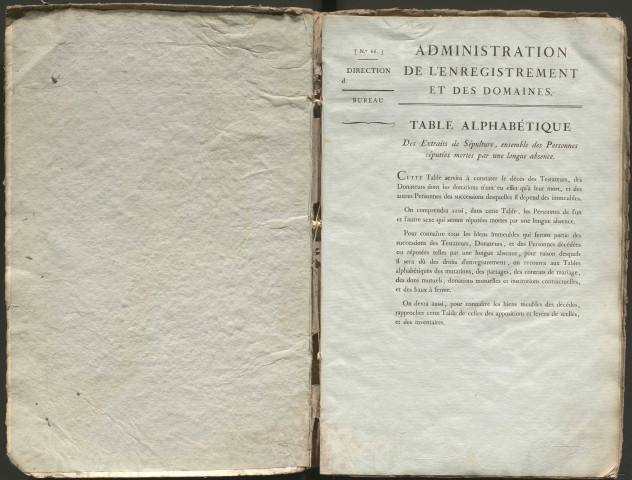 [ N.º 66. ]
DIRECTION
d
BUREAU
ADMINISTRATION
DE L'ENREGISTREMENT
ET DES DOMAINES.
TABLE ALPHABÉTIQUE
Des Extraits de Sépulture, ensemble des Personnes
réputées mortes par une longue absence.
CETTE Table servira à constater le décès des Testateurs, des
Donateurs dont les donations n'ont eu effet qu'à leur mort, et des
autres Personnes des successions desquelles il dépend des immeubles.
On comprendra aussi, dans cette Table, les Personnes de l'un
et l'autre sexe qui seront réputées mortes par une longue absence.
Pour connaître tous les biens immeubles qui feront partie des
successions des Testateurs, Donateurs, et des Personnes décédées
ou réputées telles par une longue absence, pour raison desquels
il sera dû des droits d'enregistrement, on recourra aux Tables
alphabétiques des mutations, des partages, des contrats de mariage,
des dons mutuels, donations mutuelles et institutions contractuelles,
et des baux à ferme.
On devra aussi, pour connaître les biens meubles des décédés,
rapprocher cette Table de celles des appositions et levées de scellés,
et des inventaires.